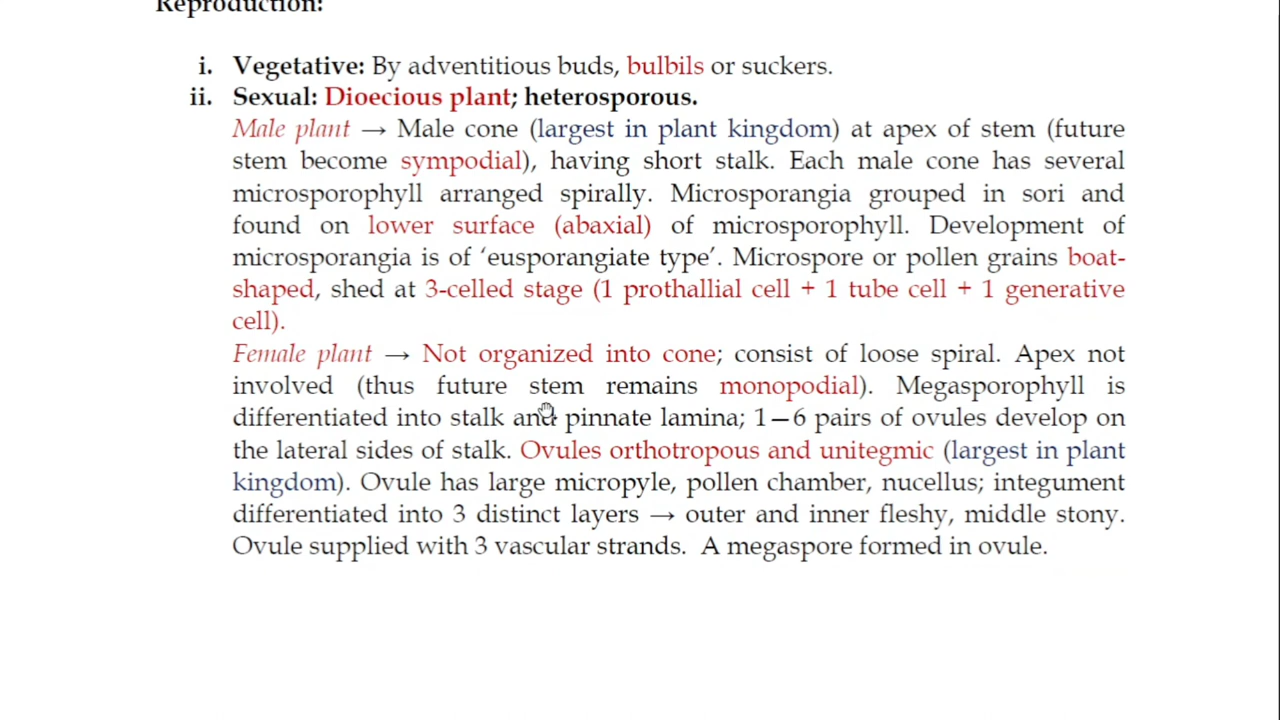 Reproduction:
i. Vegetative: By adventitious buds, bulbils or suckers.
ii. Sexual: Dioecious plant; heterosporous.
Male plant → Male cone (largest in plant kingdom) at apex of stem (future
stem become sympodial), having short stalk. Each male cone has several
microsporophyll arranged spirally. Microsporangia grouped in sori and
found on lower surface (abaxial) of microsporophyll. Development of
microsporangia is of ‘eusporangiate type’. Microspore or pollen grains boat-
shaped, shed at 3-celled stage (1 prothallial cell + 1 tube cell + 1 generative
cell).
Female plant → Not organized into cone; consist of loose spiral. Apex not
involved (thus future stem remains monopodial). Megasporophyll is
differentiated into stalk and pinnate lamina; 1–6 pairs of ovules develop on
the lateral sides of stalk. Ovules orthotropous and unitegmic (largest in plant
kingdom). Ovule has large micropyle, pollen chamber, nucellus; integument
differentiated into 3 distinct layers → outer and inner fleshy, middle stony.
Ovule supplied with 3 vascular strands. A megaspore formed in ovule.